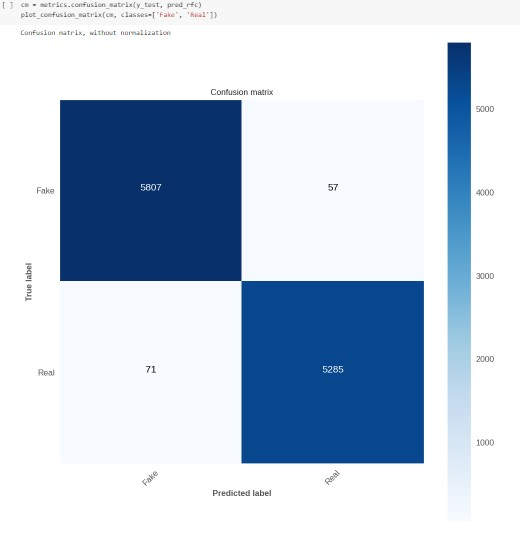 [ ] cm = metrics.confusion_matrix(y_test, pred_rfc)
plot_confusion_matrix(cm, classes=['Fake', 'Real'])
Confusion matrix, without normalization
Confusion matrix
5000
Fake 5807 57
4000
3000
True label
2000
Real 71 5285
1000
Fake Real
Predicted label